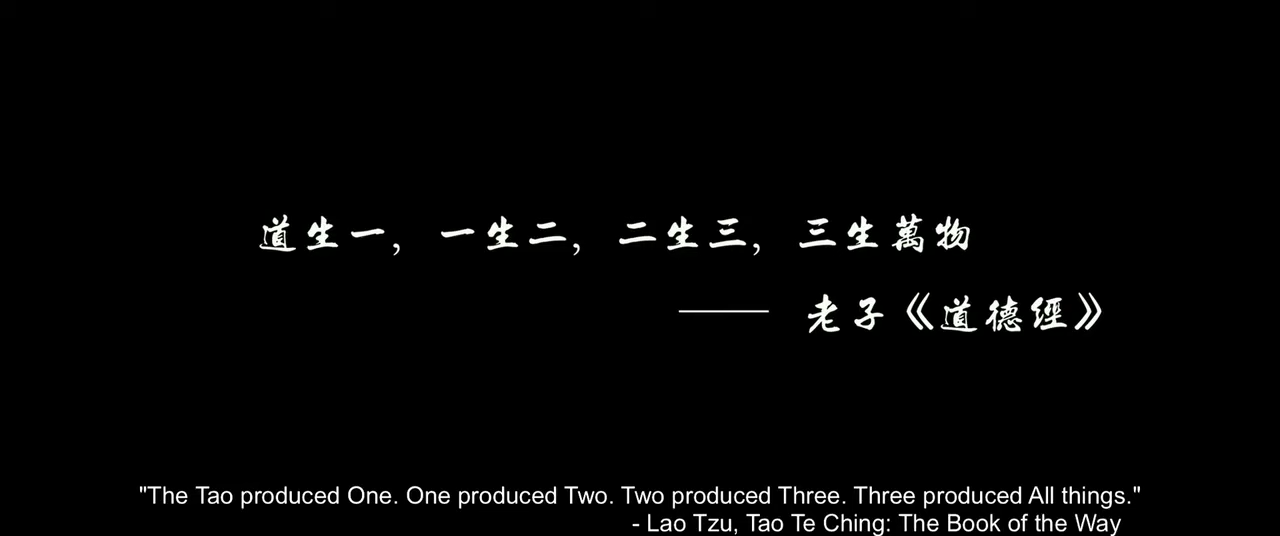 道生一，一生二，二生三，三生萬物
—— 老子《道德經》
"The Tao produced One. One produced Two. Two produced Three. Three produced All things."
- Lao Tzu, Tao Te Ching: The Book of the Way